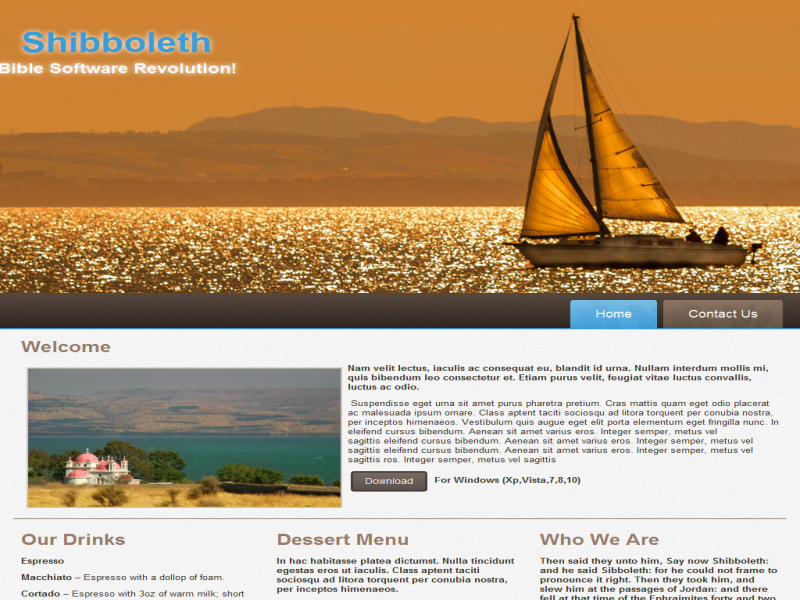 Shibboleth
Bible Software Revolution!
Home
Contact Us
Welcome
Nam velit lectus, iaculis ac consequat eu, blandit id urna. Nullam interdum mollis mi,
quis bibendum leo consectetur et. Etiam purus velit, feugiat vitae luctus convallis,
luctus ac odio.
Suspendisse eget urna sit amet purus pharetra pretium. Cras mattis quam eget odio placerat
ac malesuada ipsum ornare. Class aptent taciti sociosqu ad litora torquent per conubia nostra,
per inceptos himenaeos. Vestibulum quis augue eget elit porta elementum eget fringilla nunc. In
eleifend cursus bibendum. Aenean sit amet varius eros. Integer semper, metus vel
sagittis eleifend cursus bibendum. Aenean sit amet varius eros. Integer semper, metus vel
sagittis eleifend cursus bibendum. Aenean sit amet varius eros. Integer semper, metus vel
sagittis ros. Integer semper, metus vel sagittis
Download
For Windows (Xp,Vista,7,8,10)
Our Drinks
Espresso
Macchiato – Espresso with a dollop of foam.
Cortado – Espresso with 3oz of warm milk; short
Dessert Menu
In hac habitasse platea dictumst. Nulla tincidunt
egestas eros ut iaculis. Class aptent taciti
sociosqu ad litora torquent per conubia nostra,
per inceptos himenaeos.
Who We Are
Then said they unto him, Say now Shibboleth:
and he said Sibboleth: for he could not frame to
pronounce it right. Then they took him, and
slew him at the passages of Jordan: and there
fell at that time of the Ephraimites forty and two